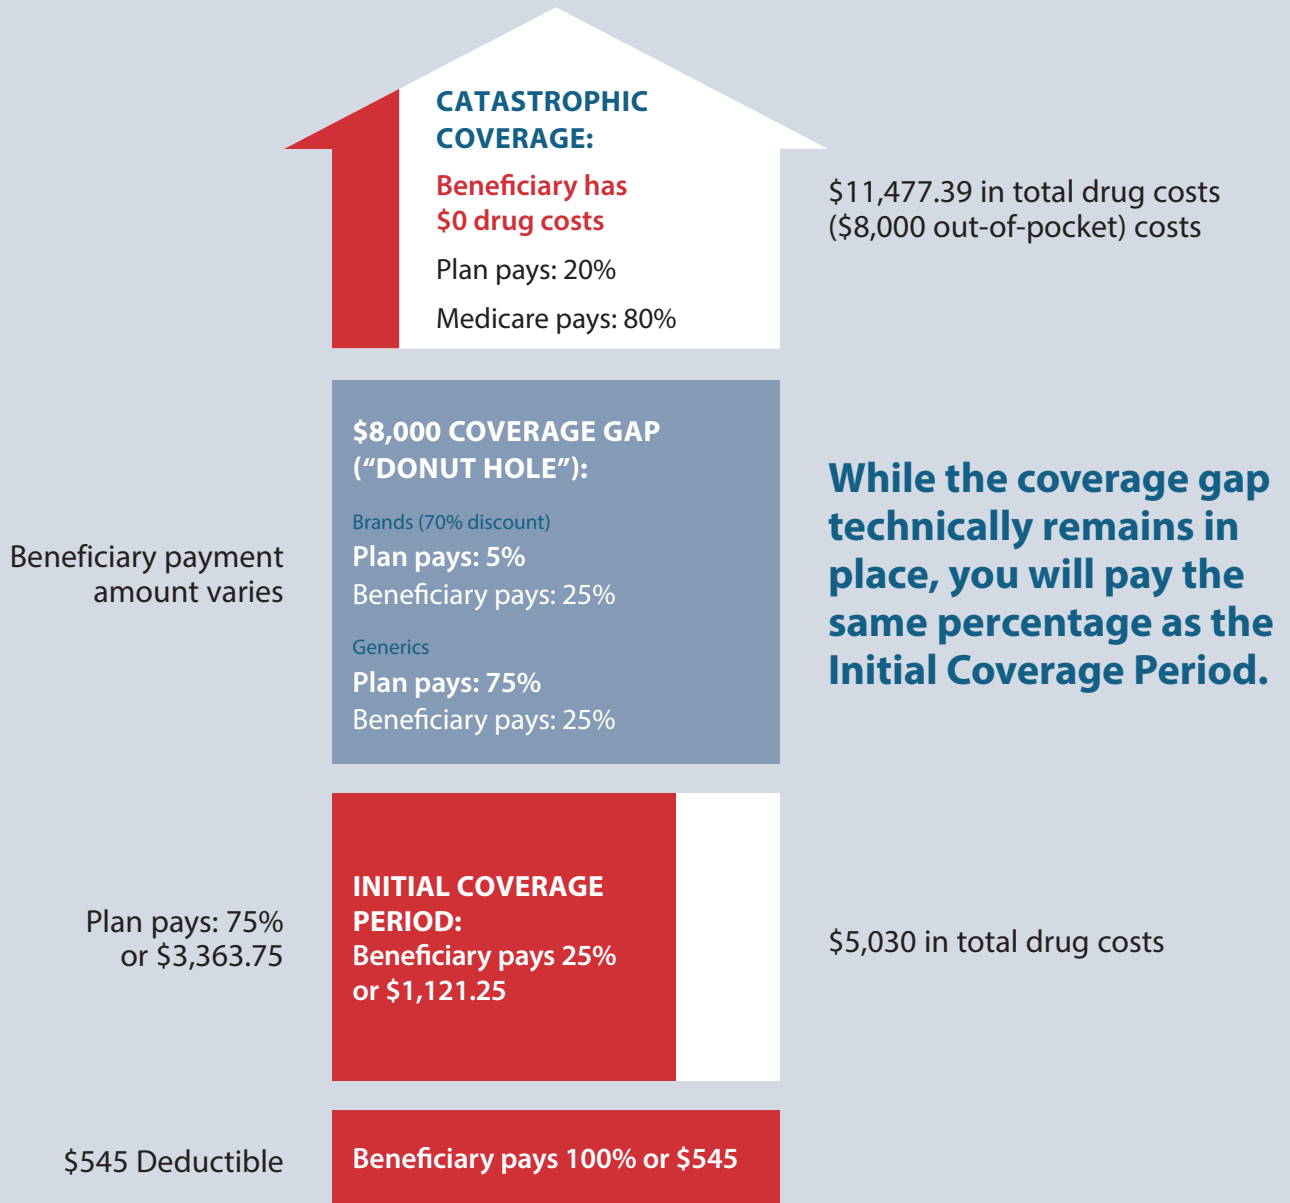 CATASTROPHIC
COVERAGE:
Beneficiary has
$0 drug costs
Plan pays: 20%
Medicare pays: 80%
$11,477.39 in total drug costs
($8,000 out-of-pocket) costs
Beneficiary payment
amount varies
$8,000 COVERAGE GAP
(“DONUT HOLE”):
Brands (70% discount)
Plan pays: 5%
Beneficiary pays: 25%
Generics
Plan pays: 75%
Beneficiary pays: 25%
While the coverage gap
technically remains in
place, you will pay the
same percentage as the
Initial Coverage Period.
Plan pays: 75%
or $3,363.75
INITIAL COVERAGE
PERIOD:
Beneficiary pays 25%
or $1,121.25
$5,030 in total drug costs
$545 Deductible
Beneficiary pays 100% or $545